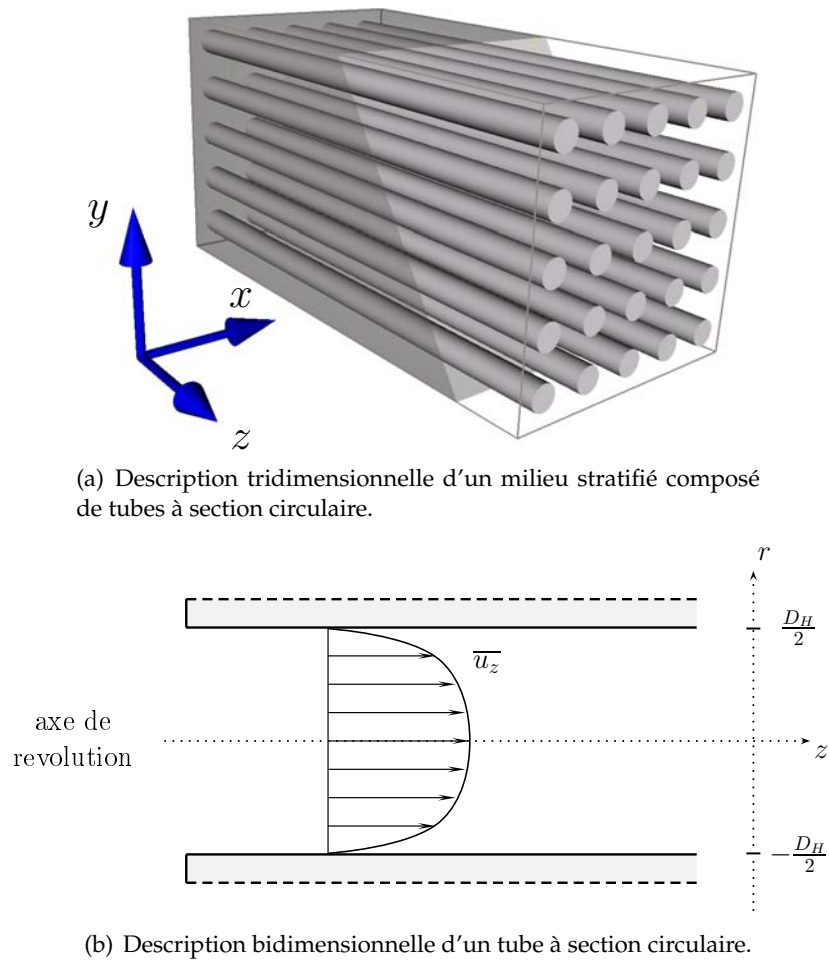 y
x
z
(a) Description tridimensionnelle d'un milieu stratifié composé
de tubes à section circulaire.
r
D_H
2
u_z
axe de
revolution
z
−D_H
2
(b) Description bidimensionnelle d'un tube à section circulaire.